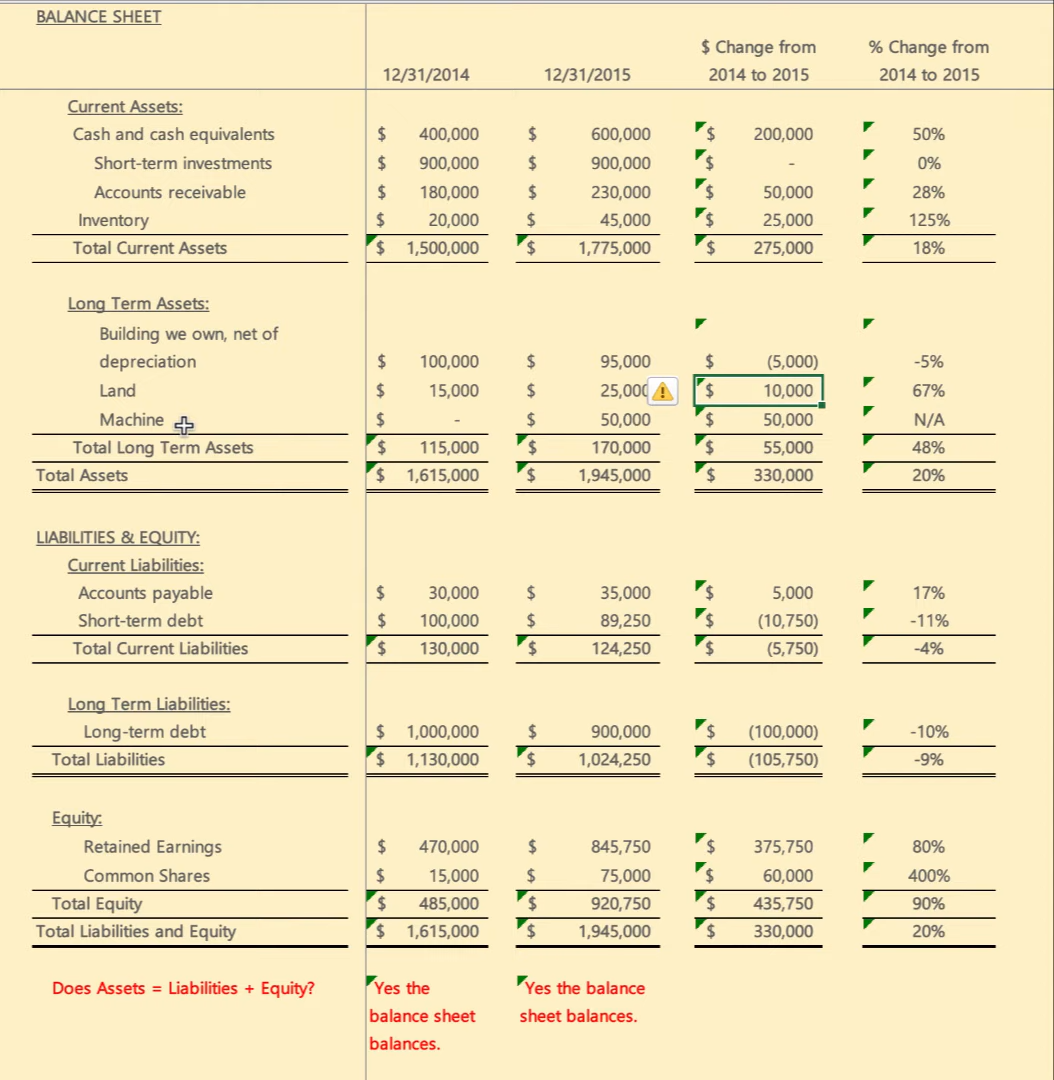 BALANCE SHEET
$ Change from % Change from
12/31/2014 12/31/2015 2014 to 2015 2014 to 2015
Current Assets:
Cash and cash equivalents $ 400,000 $ 600,000 $ 200,000 50%
Short-term investments $ 900,000 $ 900,000 $ - 0%
Accounts receivable $ 180,000 $ 230,000 $ 50,000 28%
Inventory $ 20,000 $ 45,000 $ 25,000 125%
Total Current Assets $ 1,500,000 $ 1,775,000 $ 275,000 18%
Long Term Assets:
Building we own, net of
depreciation $ 100,000 $ 95,000 $ (5,000) -5%
Land $ 15,000 $ 25,000 $ 10,000 67%
Machine $ - $ 50,000 $ 50,000 N/A
Total Long Term Assets $ 115,000 $ 170,000 $ 55,000 48%
Total Assets $ 1,615,000 $ 1,945,000 $ 330,000 20%
LIABILITIES & EQUITY:
Current Liabilities:
Accounts payable $ 30,000 $ 35,000 $ 5,000 17%
Short-term debt $ 100,000 $ 89,250 $ (10,750) -11%
Total Current Liabilities $ 130,000 $ 124,250 $ (5,750) -4%
Long Term Liabilities:
Long-term debt $ 1,000,000 $ 900,000 $ (100,000) -10%
Total Liabilities $ 1,130,000 $ 1,024,250 $ (105,750) -9%
Equity:
Retained Earnings $ 470,000 $ 845,750 $ 375,750 80%
Common Shares $ 15,000 $ 75,000 $ 60,000 400%
Total Equity $ 485,000 $ 920,750 $ 435,750 90%
Total Liabilities and Equity $ 1,615,000 $ 1,945,000 $ 330,000 20%
Does Assets = Liabilities + Equity? Yes the Yes the balance
balance sheet sheet balances.
balances.